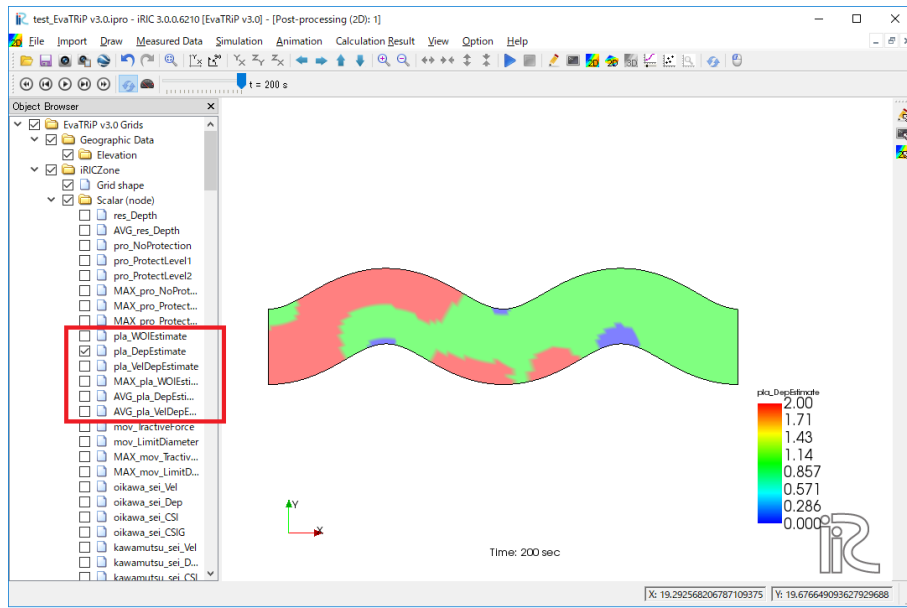 test_EvaTRiP v3.0.ipro - iRIC 3.0.0.6210 [EvaTRiP v3.0] - [Post-processing (2D): 1]
File Import Draw Measured Data Simulation Animation Calculation Result View Option Help
t = 200 s
Object Browser
EvaTRiP v3.0 Grids
Geographic Data
Elevation
iRICZone
Grid shape
Scalar (node)
res_Depth
AVG_res_Depth
pro_NoProtection
pro_ProtectLevel1
pro_ProtectLevel2
MAX_pro_NoProt...
MAX_pro_Protect...
MAX_pro_Protect...
pla_WOIEstimate
pla_DepEstimate
pla_VelDepEstimate
MAX_pla_WOIEsti...
AVG_pla_DepEsti...
AVG_pla_VelDepE...
mov_TractiveForce
mov_LimitDiameter
MAX_mov_Tractiv...
MAX_mov_LimitD...
oikawa_sei_Vel
oikawa_sei_Dep
oikawa_sei_CSI
oikawa_sei_CSIG
kawamutsu_sei_Vel
kawamutsu_sei_D...
kawamutsu_sei_CSI
pla_DepEstimate
2.00
1.71
1.43
1.14
0.857
0.571
0.286
0.000
Y
X
Time: 200 sec
iRiC
X: 19.292568206787109375 Y: 19.676649093627929688